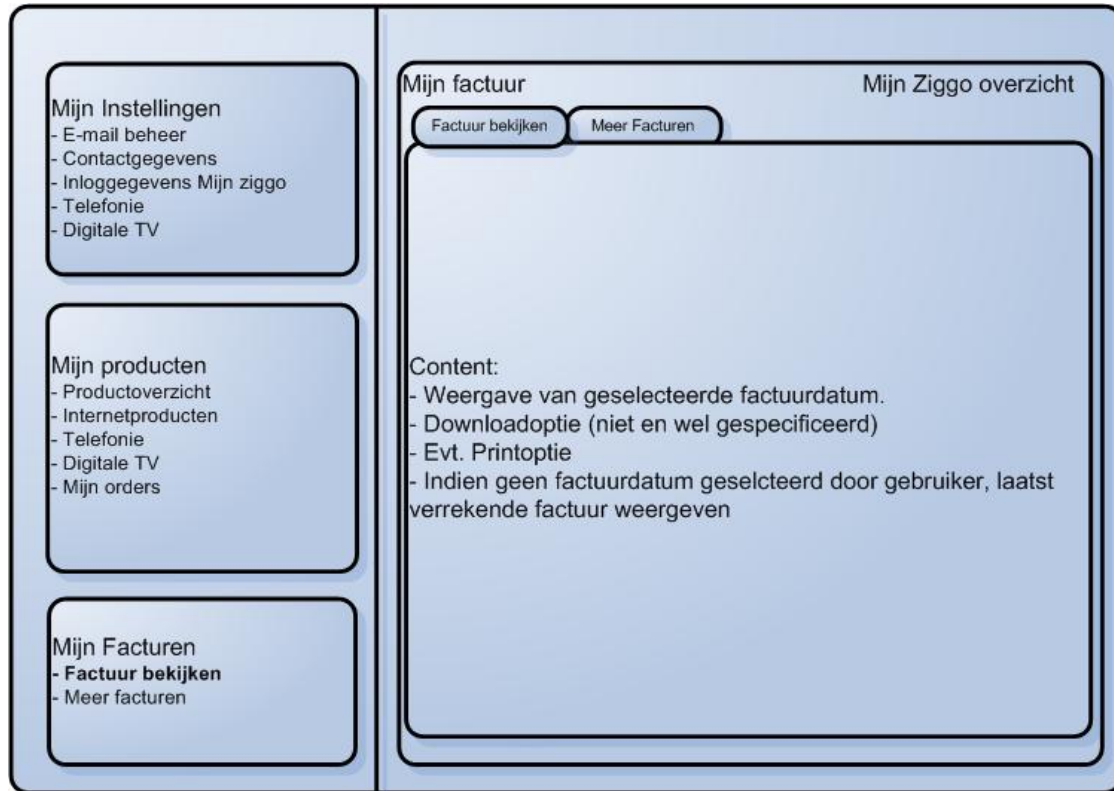 Mijn Instellingen
- E-mail beheer
- Contactgegevens
- Inloggegevens Mijn ziggo
- Telefonie
- Digitale TV
Mijn producten
- Productoverzicht
- Internetproducten
- Telefonie
- Digitale TV
- Mijn orders
Mijn Facturen
- Factuur bekijken
- Meer facturen
Mijn factuur
Mijn Ziggo overzicht
Factuur bekijken
Meer Facturen
Content:
- Weergave van geselecteerde factuurdatum.
- Downloadoptie (niet en wel gespecificeerd)
- Evt. Printoptie
- Indien geen factuurdatum geselcteerd door gebruiker, laatst
verrekende factuur weergeven